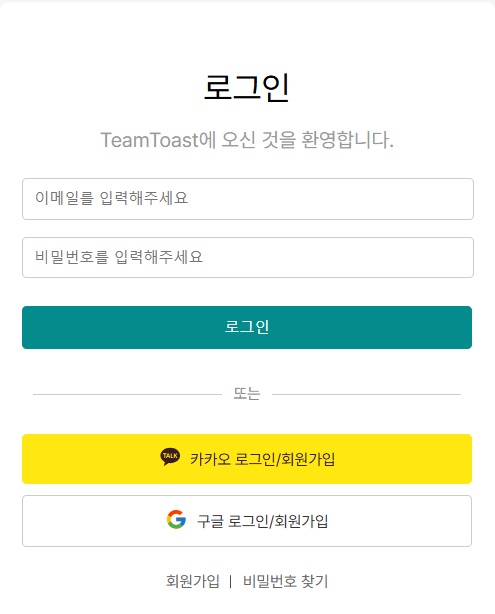 로그인
TeamToast에 오신 것을 환영합니다.
이메일를 입력해주세요
비밀번호를 입력해주세요
로그인
또는
TALK 카카오 로그인/회원가입
G 구글 로그인/회원가입
회원가입 | 비밀번호 찾기